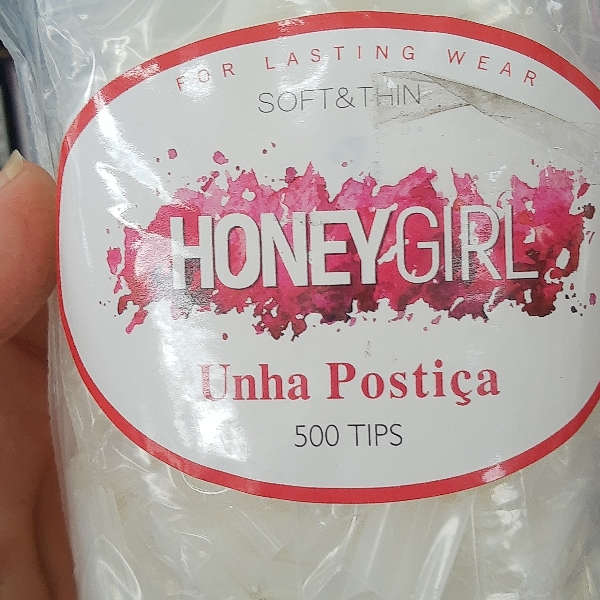 FOR LASTING WEAR
SOFT&THIN
HONEYGIRL
Unha Postiça
500 TIPS